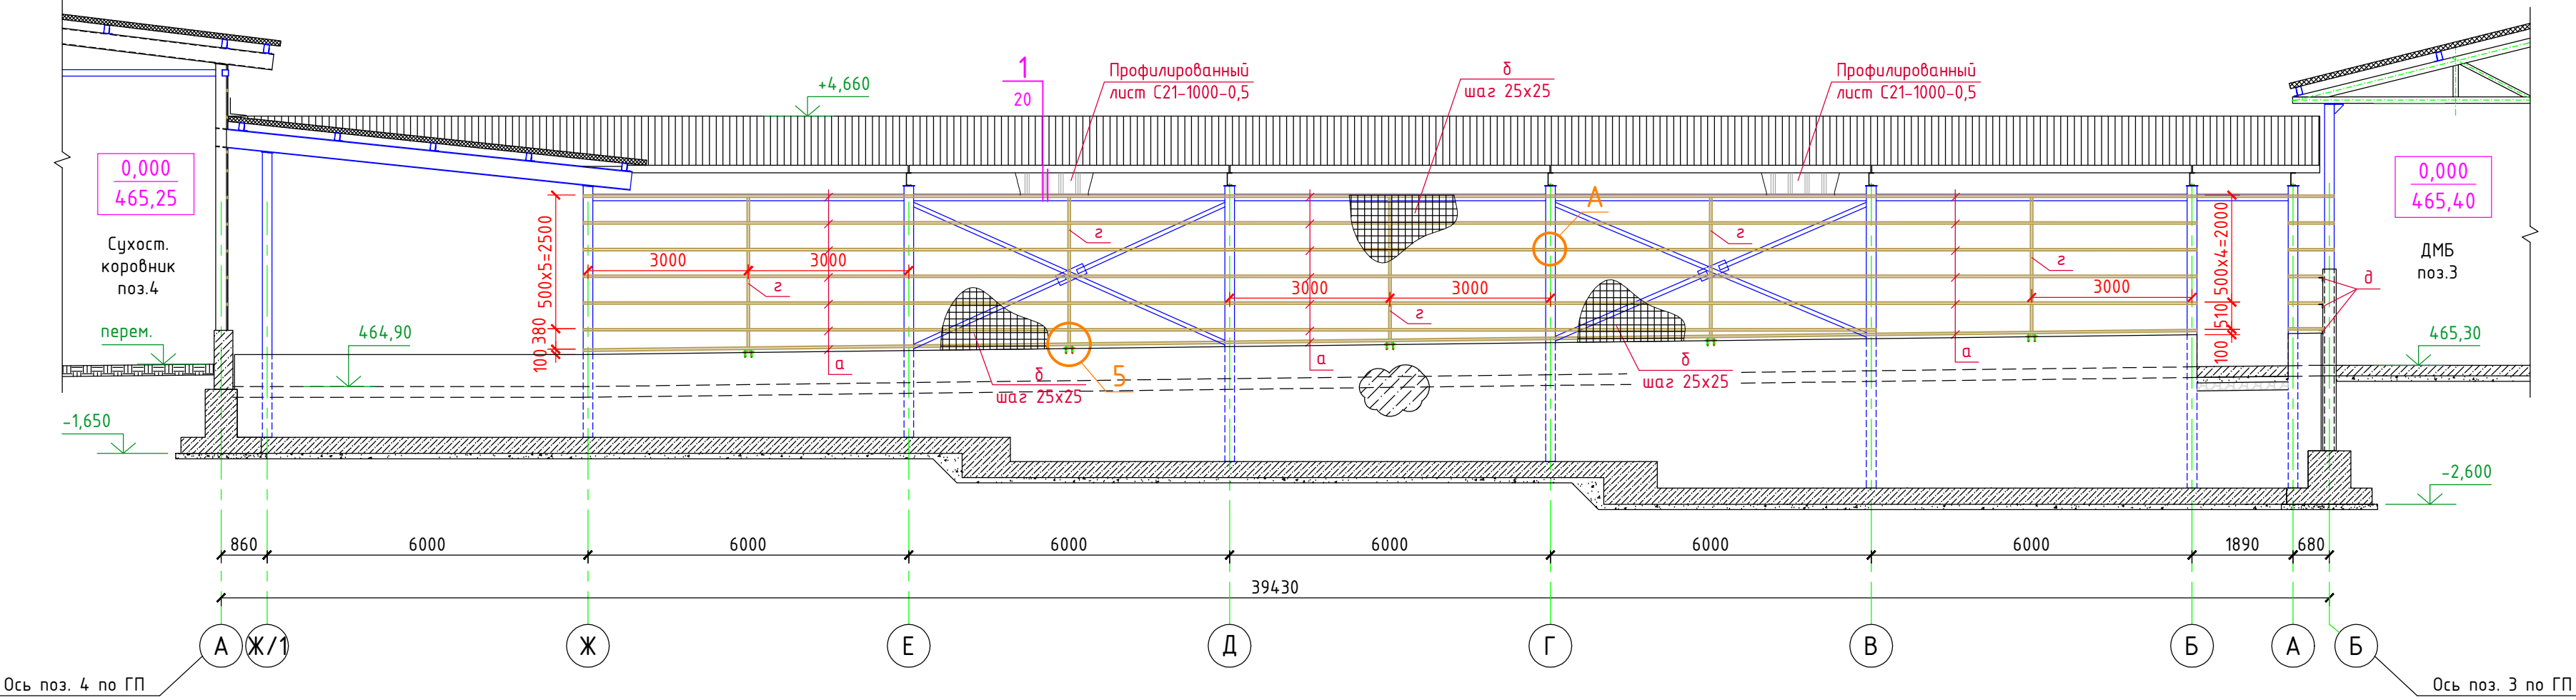 Профилированный
лист С21-1000-0,5
1
20
+4,660
б
шаг 25х25
Профилированный
лист С21-1000-0,5
0,000
465,25
Сухост.
коровник
поз.4
перем.
464,90
-1,650
500х5=2500
380
100
3000
3000
г
а
г
б
шаг 25х25
5
3000
3000
г
а
А
г
б
шаг 25х25
3000
г
а
500х4=2000
510
100
д
0,000
465,40
ДМБ
поз.3
465,30
-2,600
860
6000
6000
6000
6000
6000
6000
1890
680
39430
А
Ж/1
Ж
Е
Д
Г
В
Б
А
Б
Ось поз. 4 по ГП
Ось поз. 3 по ГП